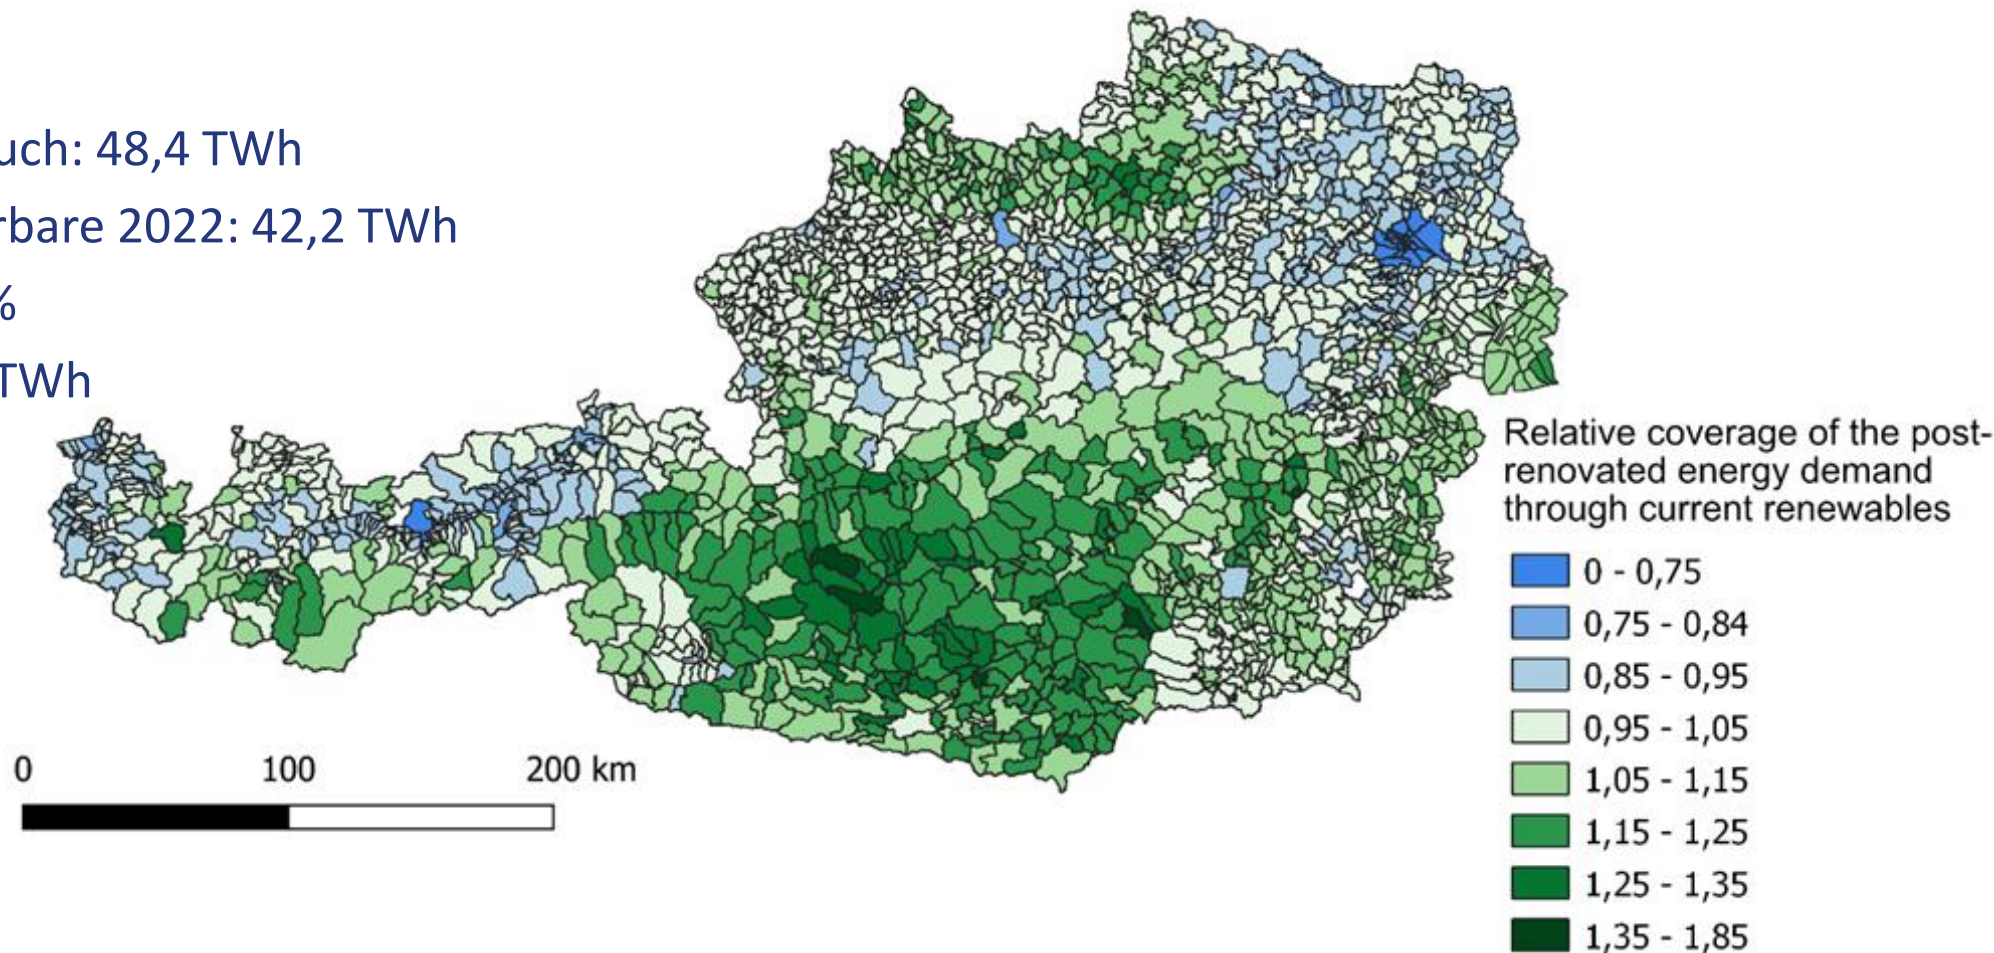 uch: 48,4 TWh
rbare 2022: 42,2 TWh
%
TWh
0 100 200 km
Relative coverage of the post-
renovated energy demand
through current renewables
0 - 0,75
0,75 - 0,84
0,85 - 0,95
0,95 - 1,05
1,05 - 1,15
1,15 - 1,25
1,25 - 1,35
1,35 - 1,85